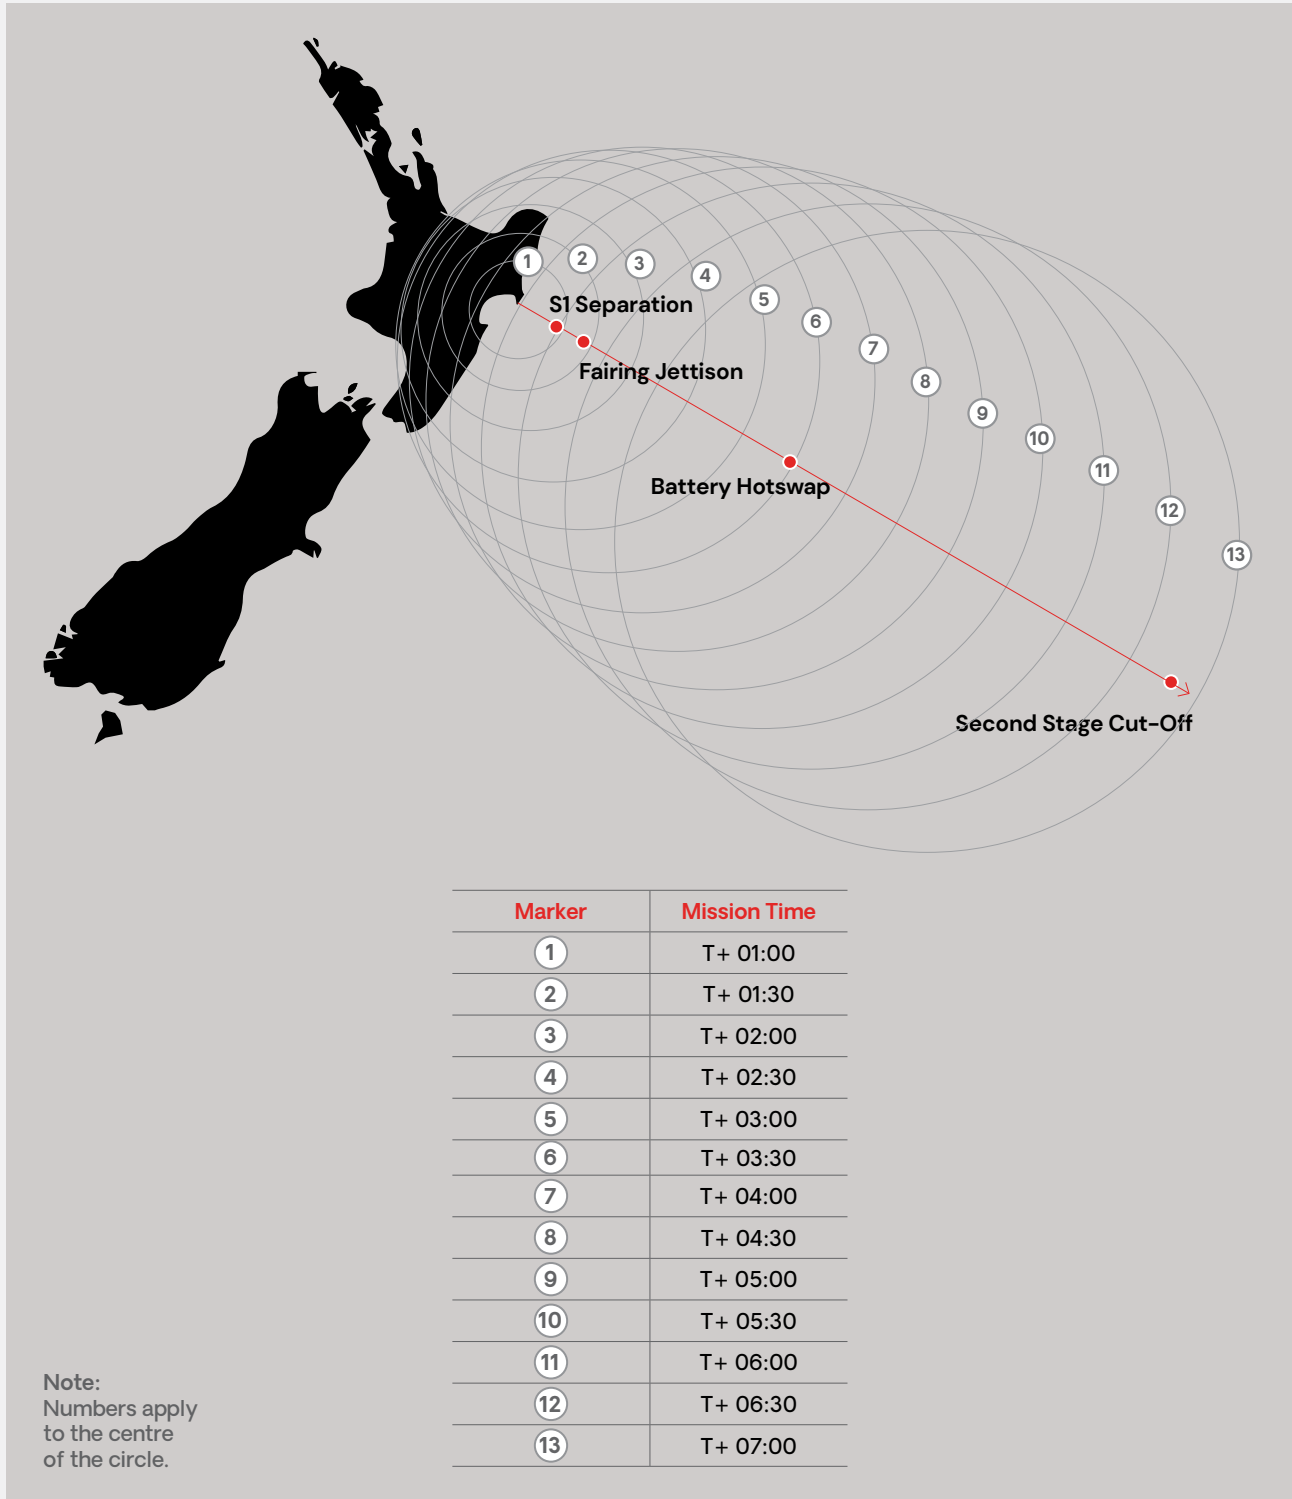 1
2
3
4
5
6
7
8
9
10
11
12
13
S1 Separation
Fairing Jettison
Battery Hotswap
Second Stage Cut-Off
Marker Mission Time
1 T+ 01:00
2 T+ 01:30
3 T+ 02:00
4 T+ 02:30
5 T+ 03:00
6 T+ 03:30
7 T+ 04:00
8 T+ 04:30
9 T+ 05:00
10 T+ 05:30
11 T+ 06:00
12 T+ 06:30
13 T+ 07:00
Note:
Numbers apply
to the centre
of the circle.